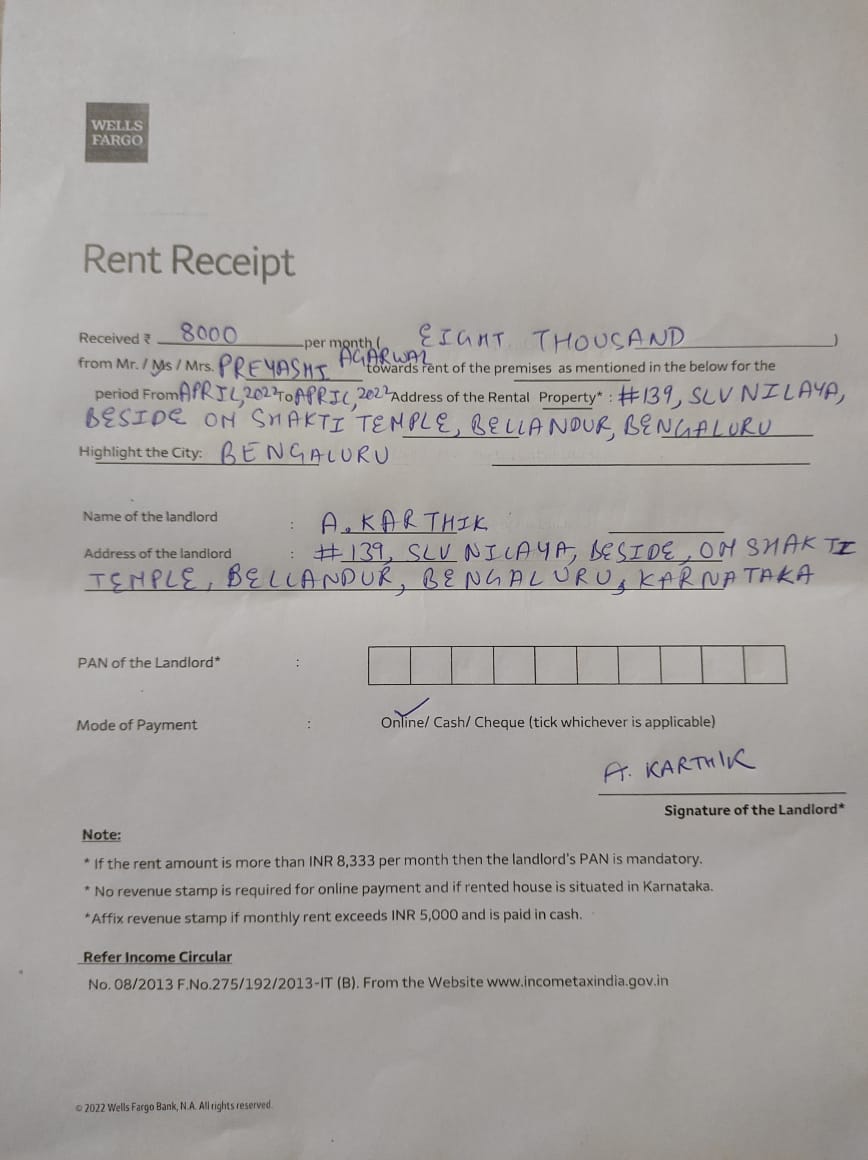 WELLS
FARGO
Rent Receipt
Received ₹ 8000 per month ( EIGHT THOUSAND )
from Mr. / Ms / Mrs. PREYASHI AGARWAL towards rent of the premises as mentioned in the below for the
period From APRIL, 2022 To APRIL, 2022 Address of the Rental Property* : #139, SLV NILAYA,
BESIDE OM SHAKTI TEMPLE, BELLANDUR, BENGALURU
Highlight the City: BENGALURU
Name of the landlord : A. KARTHIK
Address of the landlord : #139, SLV NILAYA, BESIDE, OM SHAKTI
TEMPLE, BELLANDUR, BENGALURU, KARNATAKA
PAN of the Landlord* :
Mode of Payment : Online/ Cash/ Cheque (tick whichever is applicable)
A. KARTHIK
Signature of the Landlord*
Note:
* If the rent amount is more than INR 8,333 per month then the landlord's PAN is mandatory.
* No revenue stamp is required for online payment and if rented house is situated in Karnataka.
*Affix revenue stamp if monthly rent exceeds INR 5,000 and is paid in cash.
Refer Income Circular
No. 08/2013 F.No.275/192/2013-IT (B). From the Website www.incometaxindia.gov.in
© 2022 Wells Fargo Bank, N.A. All rights reserved.